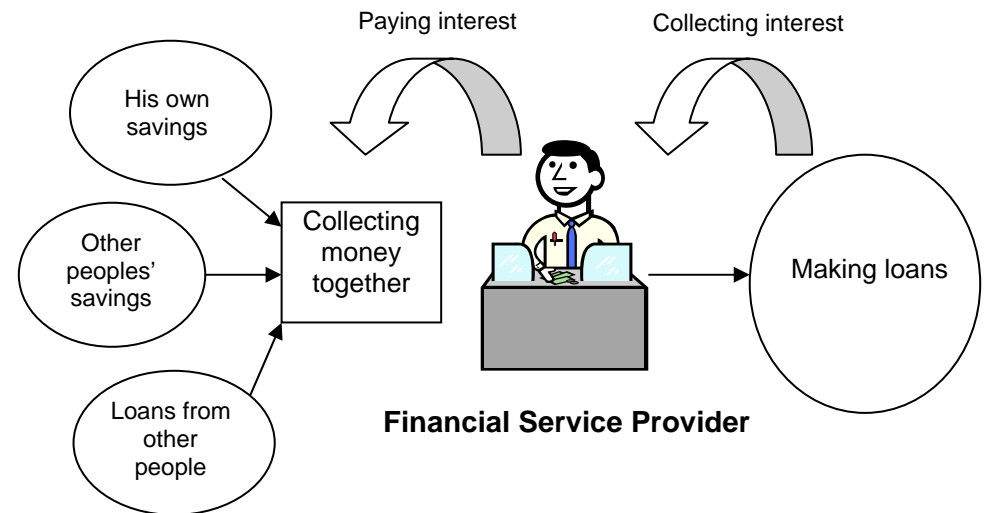 Paying interest
Collecting interest
His own
savings
Other
peoples’
savings
Loans from
other
people
Collecting
money
together
Making loans
Financial Service Provider